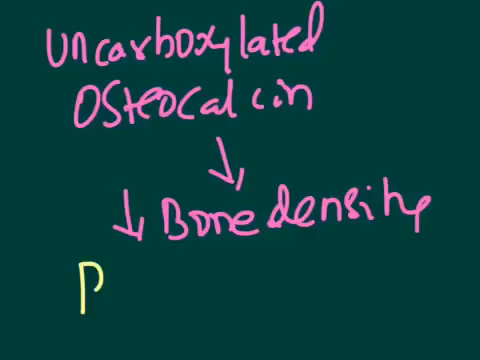 Uncarboxylated
Osteocalcin
↓
↓ Bone density
P